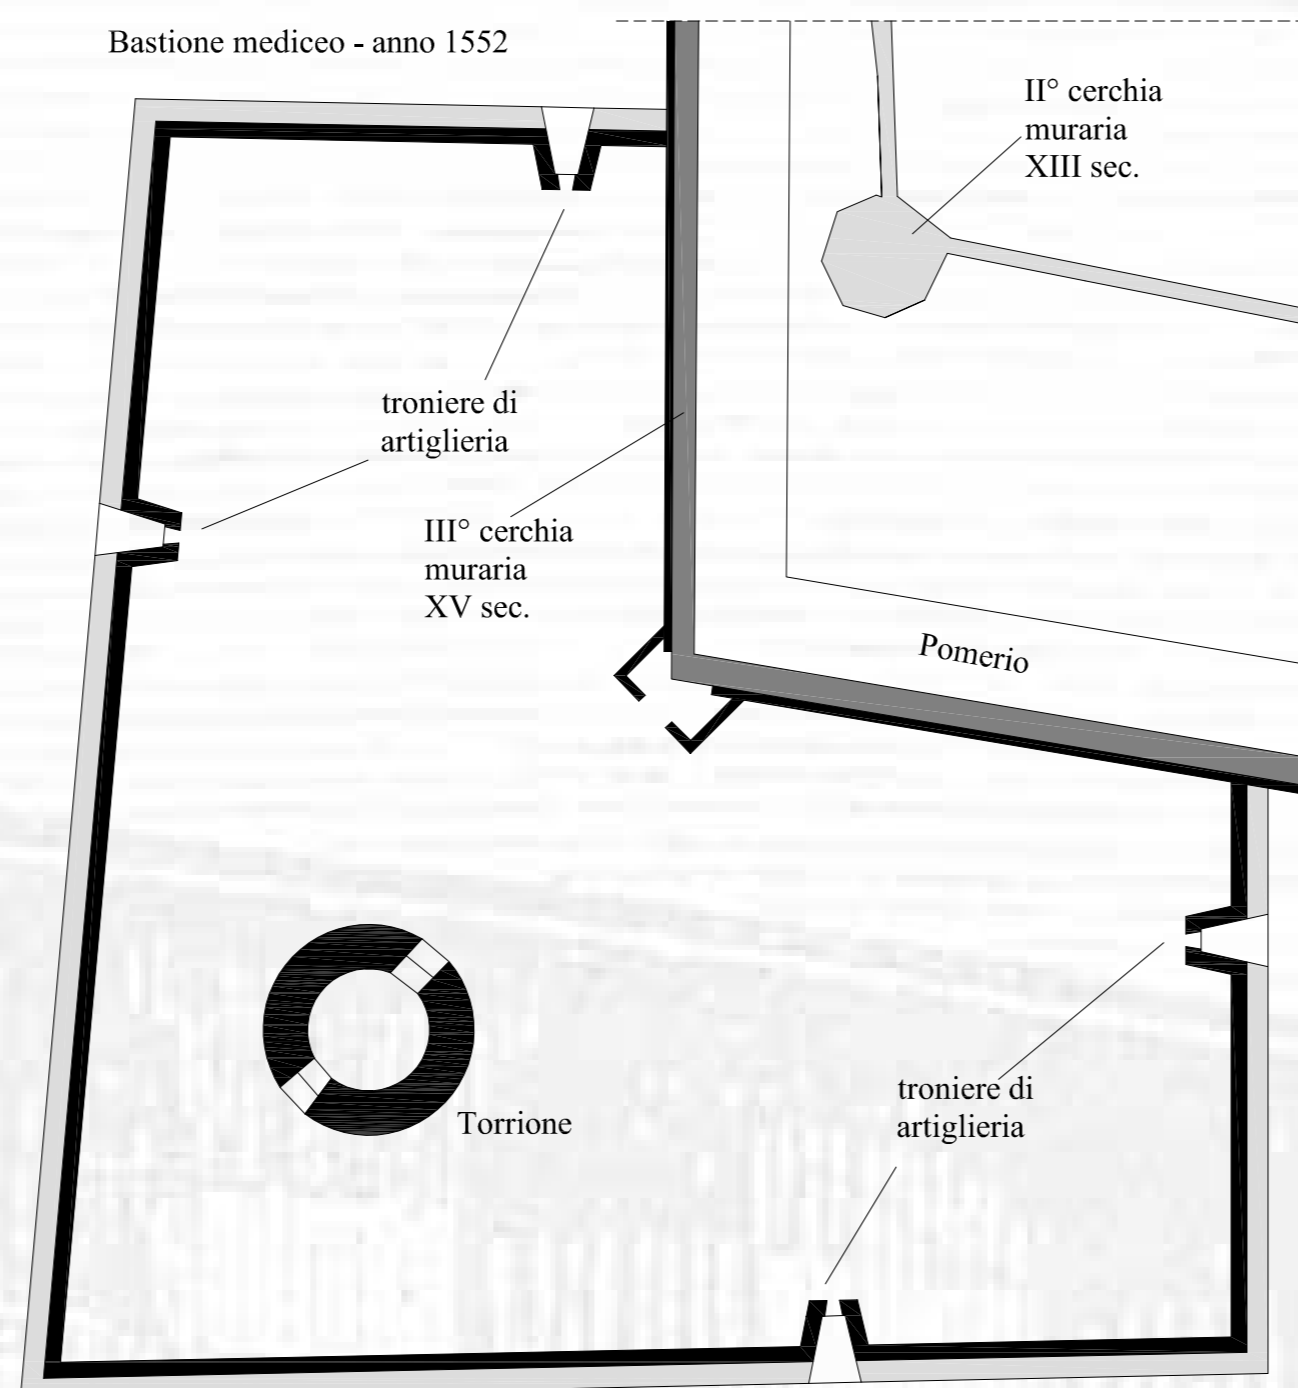 Bastione mediceo - anno 1552
II° cerchia
muraria
XIII sec.
troniere di
artiglieria
III° cerchia
muraria
XV sec.
Pomerio
Torrione
troniere di
artiglieria